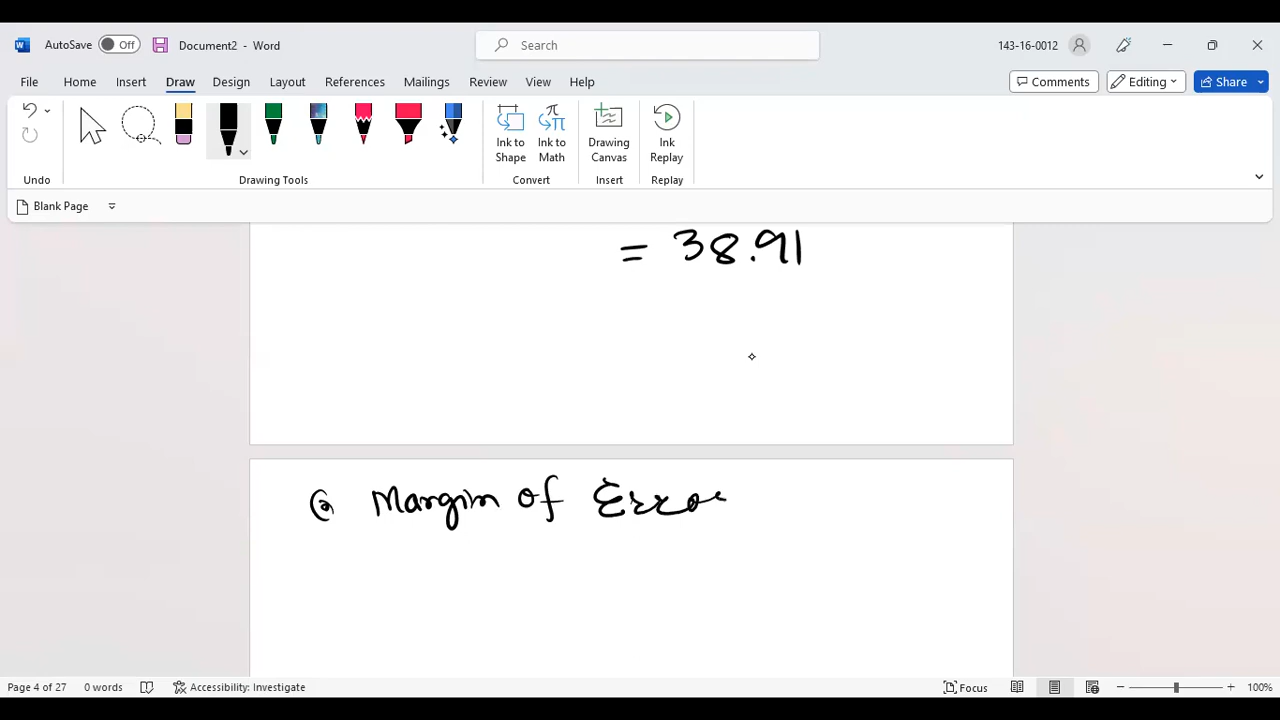 AutoSave Off Document2 - Word Search 143-16-0012
File Home Insert Draw Design Layout References Mailings Review View Help Comments Editing Share
Ink to Shape Ink to Math Drawing Canvas Ink Replay
Undo Drawing Tools Convert Insert Replay
Blank Page
= 38.91
Margin of Error
Page 4 of 27 0 words Accessibility: Investigate Focus 100%